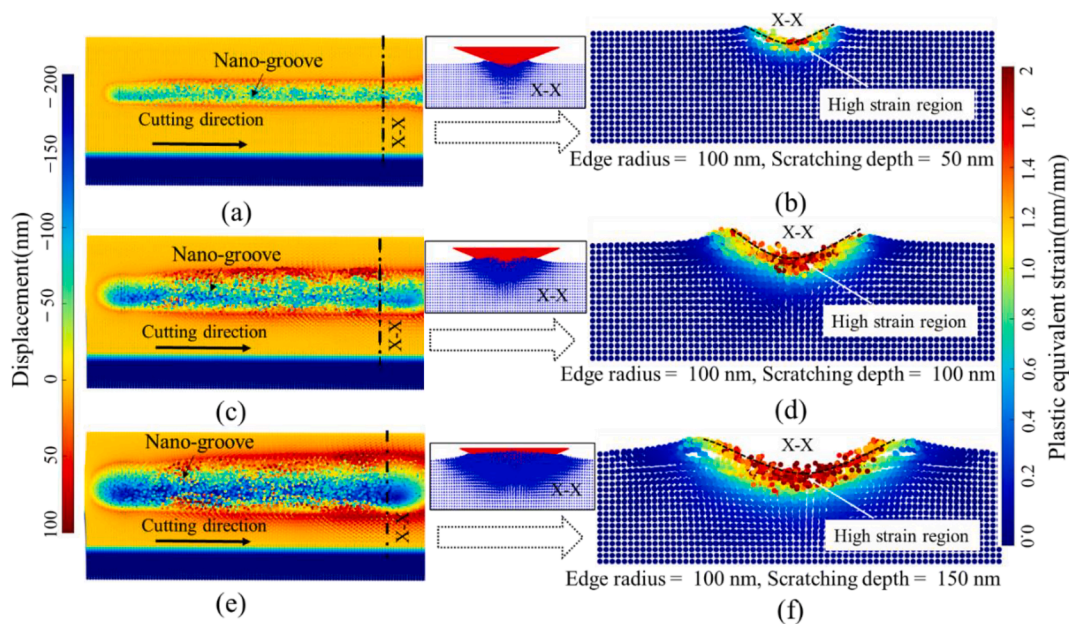 Displacement(nm)
− 200
−150
−100
− 50
0
50
100
Nano-groove
Cutting direction
X-X
(a)
X-X
X-X
High strain region
Edge radius = 100 nm, Scratching depth = 50 nm
(b)
Nano-groove
Cutting direction
X-X
(c)
X-X
X-X
High strain region
Edge radius = 100 nm, Scratching depth = 100 nm
(d)
Nano-groove
Cutting direction
X-X
(e)
X-X
X-X
High strain region
Edge radius = 100 nm, Scratching depth = 150 nm
(f)
2
1.6
1.4
1.2
1.0
0.8
0.6
0.4
0.2
0.0
Plastic equivalent strain(nm/nm)